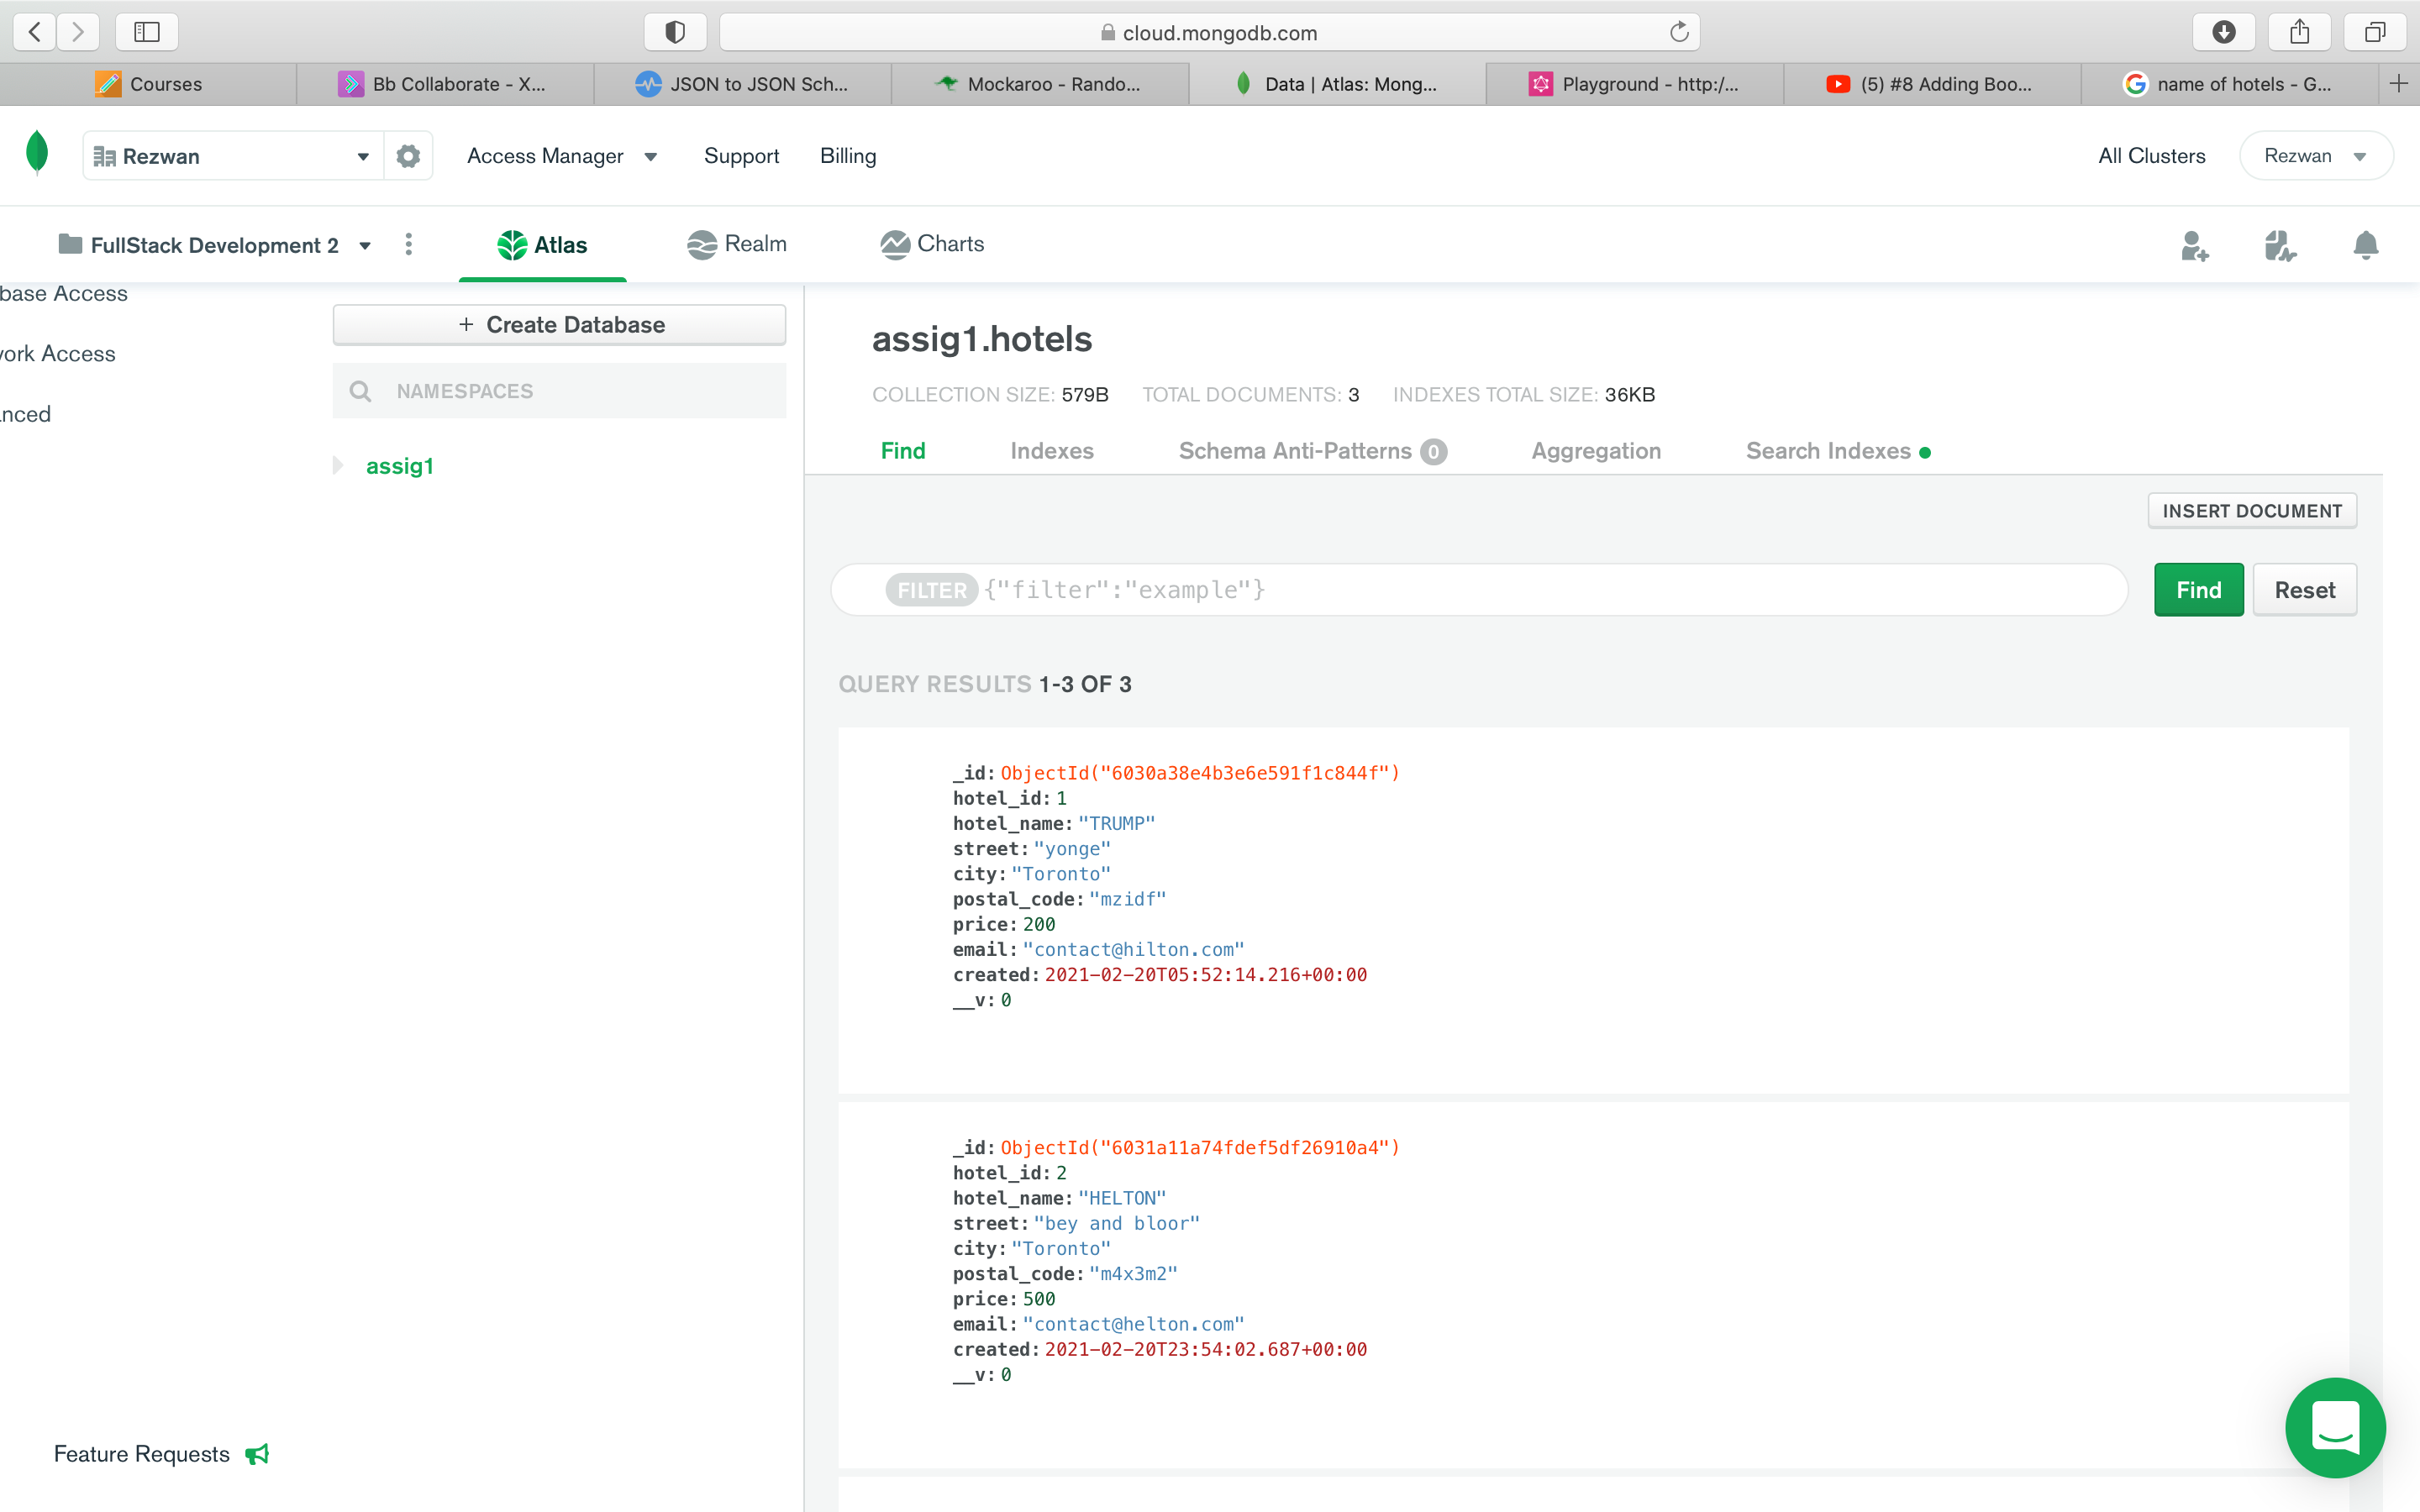 cloud.mongodb.com
Courses
Bb Collaborate - X...
JSON to JSON Sch...
Mockaroo - Rando...
Data | Atlas: Mong...
Playground - http:/...
(5) #8 Adding Boo...
name of hotels - G...
Rezwan
Access Manager
Support
Billing
All Clusters
Rezwan
FullStack Development 2
Atlas
Realm
Charts
base Access
ork Access
nced
+ Create Database
NAMESPACES
assig1
Feature Requests
assig1.hotels
COLLECTION SIZE: 579B TOTAL DOCUMENTS: 3 INDEXES TOTAL SIZE: 36KB
Find Indexes Schema Anti-Patterns 0 Aggregation Search Indexes
INSERT DOCUMENT
FILTER {"filter":"example"}
Find
Reset
QUERY RESULTS 1-3 OF 3
_id: ObjectId("6030a38e4b3e6e591f1c844f")
hotel_id: 1
hotel_name: "TRUMP"
street: "yonge"
city: "Toronto"
postal_code: "mzidf"
price: 200
email: "contact@hilton.com"
created: 2021-02-20T05:52:14.216+00:00
__v: 0
_id: ObjectId("6031a11a74fdef5df26910a4")
hotel_id: 2
hotel_name: "HELTON"
street: "bey and bloor"
city: "Toronto"
postal_code: "m4x3m2"
price: 500
email: "contact@helton.com"
created: 2021-02-20T23:54:02.687+00:00
__v: 0